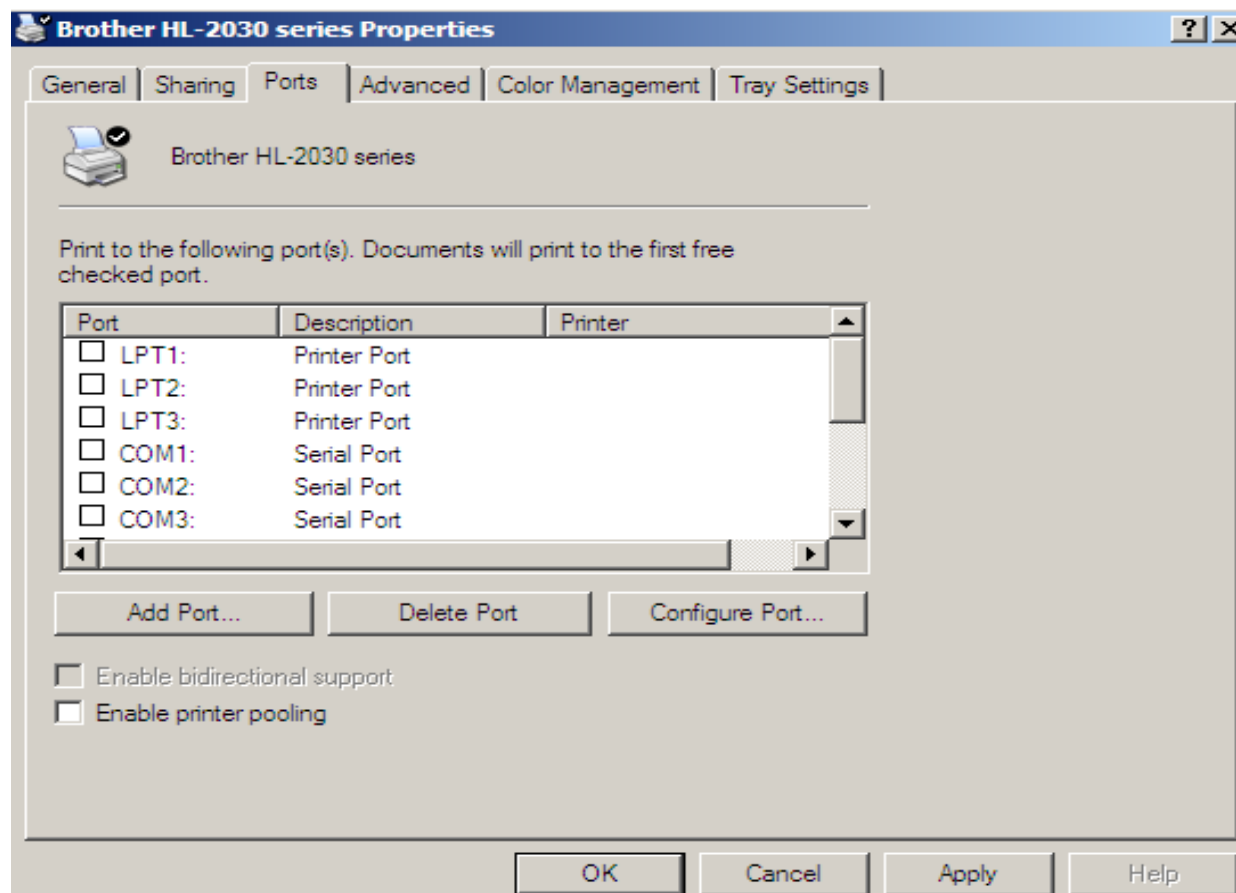 Brother HL-2030 series Properties
General Sharing Ports Advanced Color Management Tray Settings
Brother HL-2030 series
Print to the following port(s). Documents will print to the first free
checked port.
Port Description Printer
LPT1: Printer Port
LPT2: Printer Port
LPT3: Printer Port
COM1: Serial Port
COM2: Serial Port
COM3: Serial Port
Add Port... Delete Port Configure Port...
Enable bidirectional support
Enable printer pooling
OK Cancel Apply Help